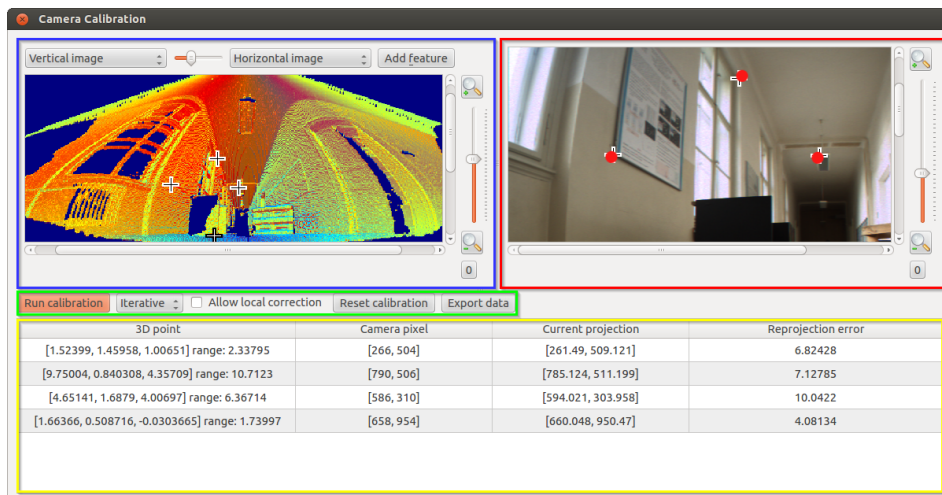 Camera Calibration
Vertical image Horizontal image Add feature
0
0
Run calibration Iterative Allow local correction Reset calibration Export data
3D point Camera pixel Current projection Reprojection error
[1.52399, 1.45958, 1.00651] range: 2.33795 [266, 504] [261.49, 509.121] 6.82428
[9.75004, 0.840308, 4.35709] range: 10.7123 [790, 506] [785.124, 511.199] 7.12785
[4.65141, 1.6879, 4.00697] range: 6.36714 [586, 310] [594.021, 303.958] 10.0422
[1.66366, 0.508716, -0.0303665] range: 1.73997 [658, 954] [660.048, 950.47] 4.08134